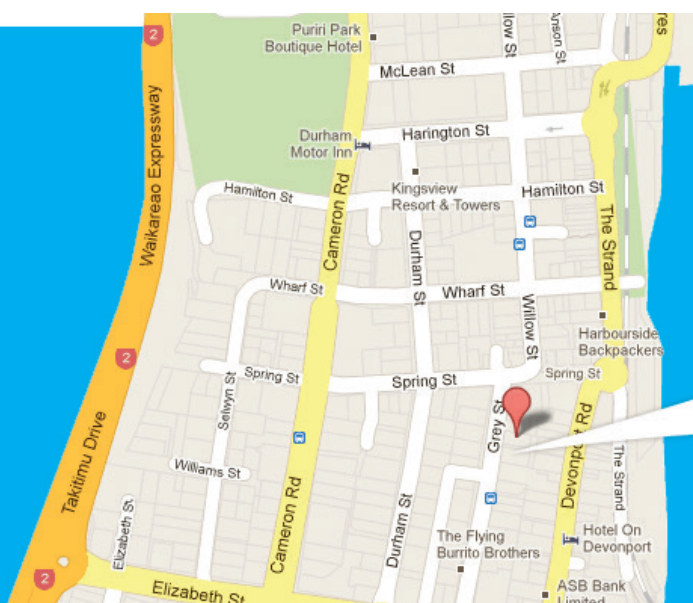 2
Puriri Park
Boutique Hotel
McLean St
Durham
Motor Inn
Harington St
Waikareao Expressway
Hamilton St
Cameron Rd
Kingsview
Resort & Towers
Hamilton St
Durham St
The Strand
Wharf St
Wharf St
Willow St
Harbourside
Backpackers
2
Spring St
Spring St
Spring St
Selwyn St
Grey St
Devonport Rd
Takitimu Drive
Williams St
Cameron Rd
Durham St
The Strand
Elizabeth St
The Flying
Burrito Brothers
Hotel On
Devonport
2
Elizabeth St
ASB Bank
Limited